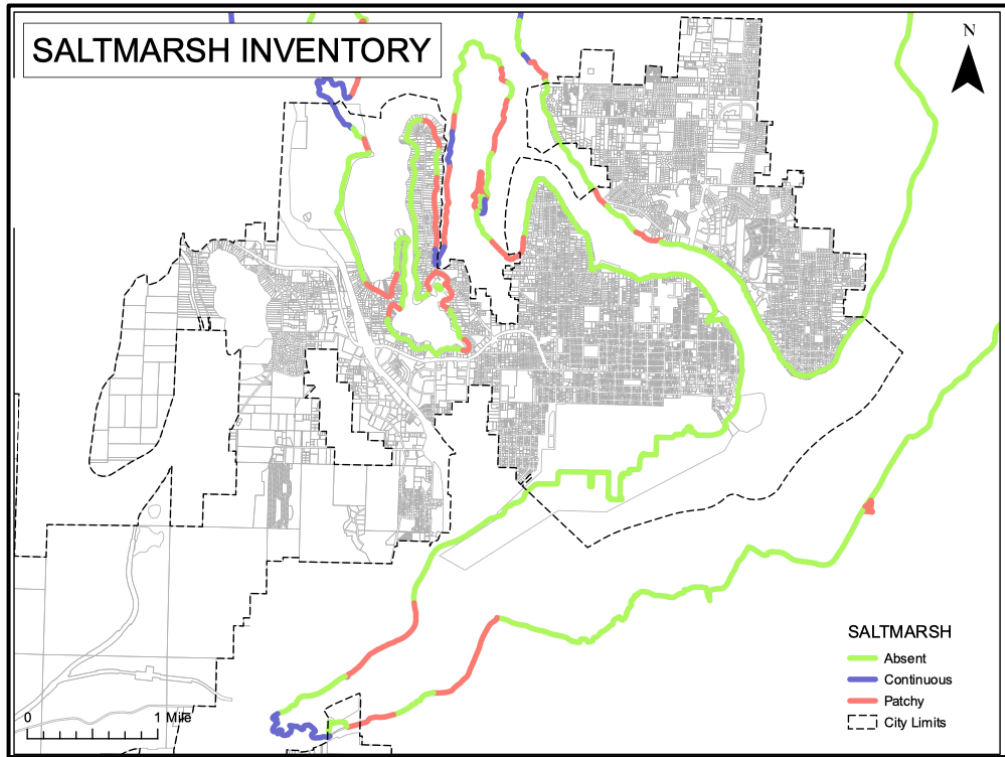 SALTMARSH INVENTORY
N
SALTMARSH
Absent
Continuous
Patchy
City Limits
0 1 Mile